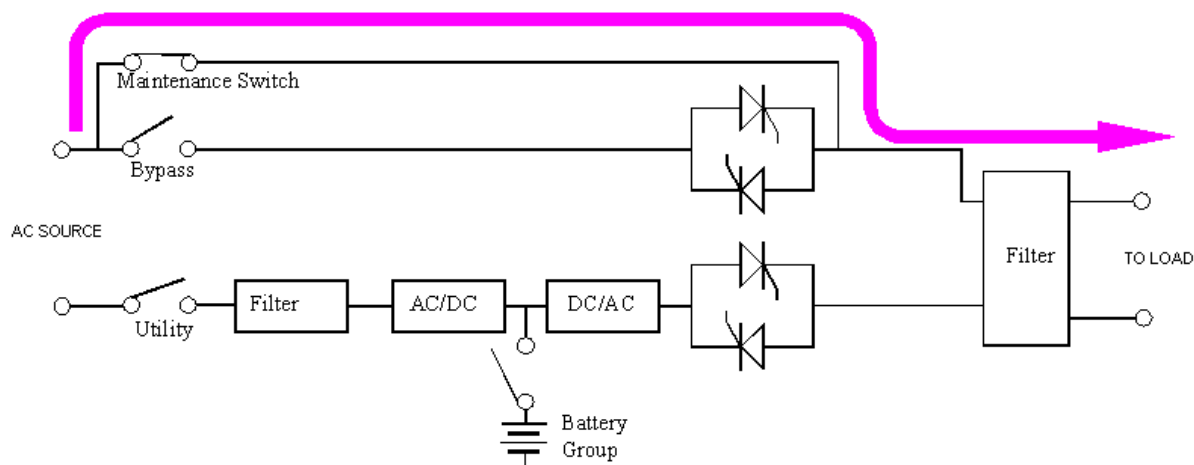 Maintenance Switch
Bypass
AC SOURCE
Filter
TO LOAD
Filter
AC/DC
DC/AC
Utility
Battery
Group